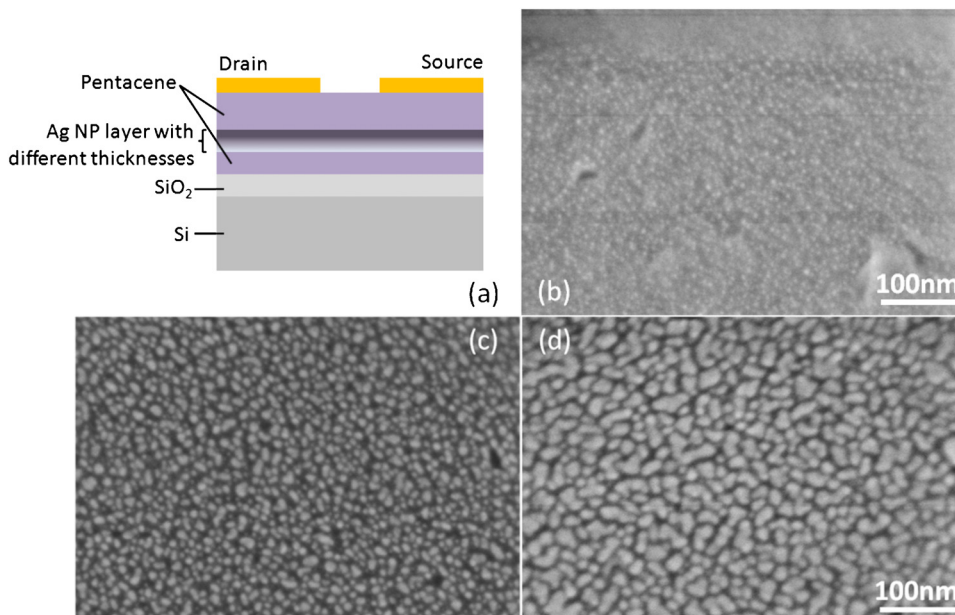 Drain
Source
Pentacene
Ag NP layer with
different thicknesses
SiO₂
Si
(a)
(b)
100nm
(c)
(d)
100nm